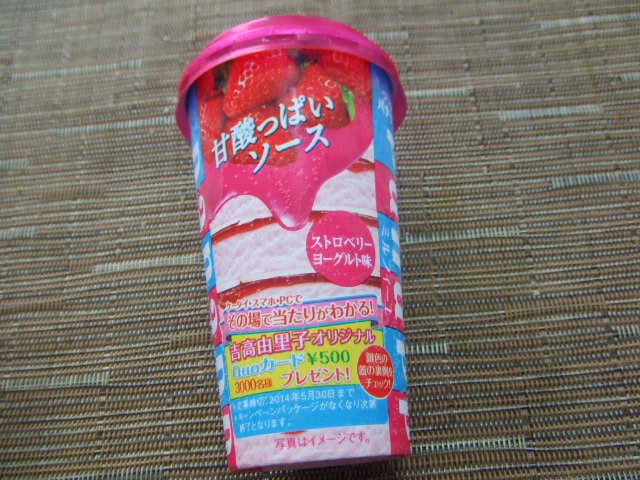 甘酸っぱい
ソース
ストロベリー
ヨーグルト味
ケータイ・スマホ・PCで
その場で当たりがわかる!
吉高由里子オリジナル
Quoカード¥500
3000名様 プレゼント!
銀色の
蓋の裏側を
チェック!
*応募締切:2014年5月30日まで
*キャンペーンパッケージがなくなり次第
終了となります。
写真はイメージです。